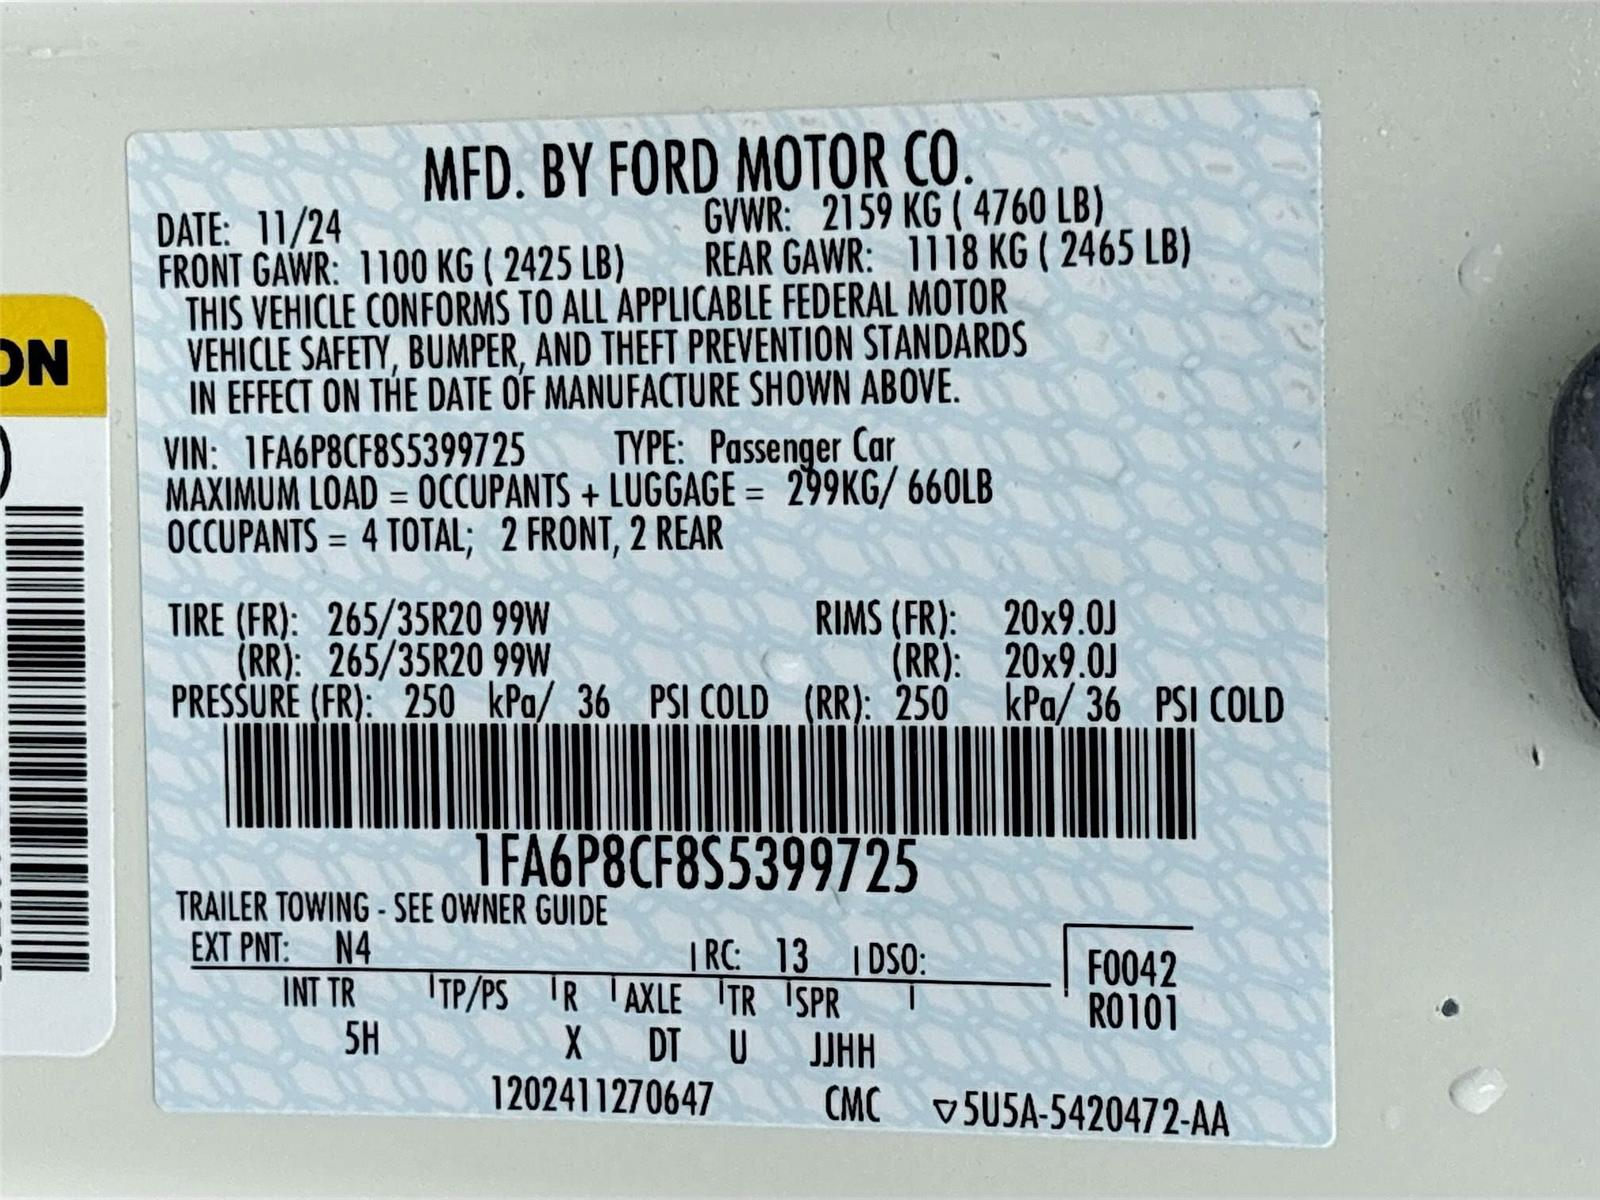 MFD. BY FORD MOTOR CO.
DATE: 11/24 GVWR: 2159 KG ( 4760 LB)
FRONT GAWR: 1100 KG ( 2425 LB) REAR GAWR: 1118 KG ( 2465 LB)
THIS VEHICLE CONFORMS TO ALL APPLICABLE FEDERAL MOTOR
VEHICLE SAFETY, BUMPER, AND THEFT PREVENTION STANDARDS
IN EFFECT ON THE DATE OF MANUFACTURE SHOWN ABOVE.
VIN: 1FA6P8CF8S5399725 TYPE: Passenger Car
MAXIMUM LOAD = OCCUPANTS + LUGGAGE = 299KG/ 660LB
OCCUPANTS = 4 TOTAL; 2 FRONT, 2 REAR
TIRE (FR): 265/35R20 99W RIMS (FR): 20x9.0J
(RR): 265/35R20 99W (RR): 20x9.0J
PRESSURE (FR): 250 kPa/ 36 PSI COLD (RR): 250 kPa/ 36 PSI COLD
1FA6P8CF8S5399725
TRAILER TOWING - SEE OWNER GUIDE
EXT PNT: N4 RC: 13 DSO: F0042
INT TR TP/PS R AXLE TR SPR R0101
5H X DT U JJHH
1202411270647 CMC ▽5U5A-5420472-AA
ON